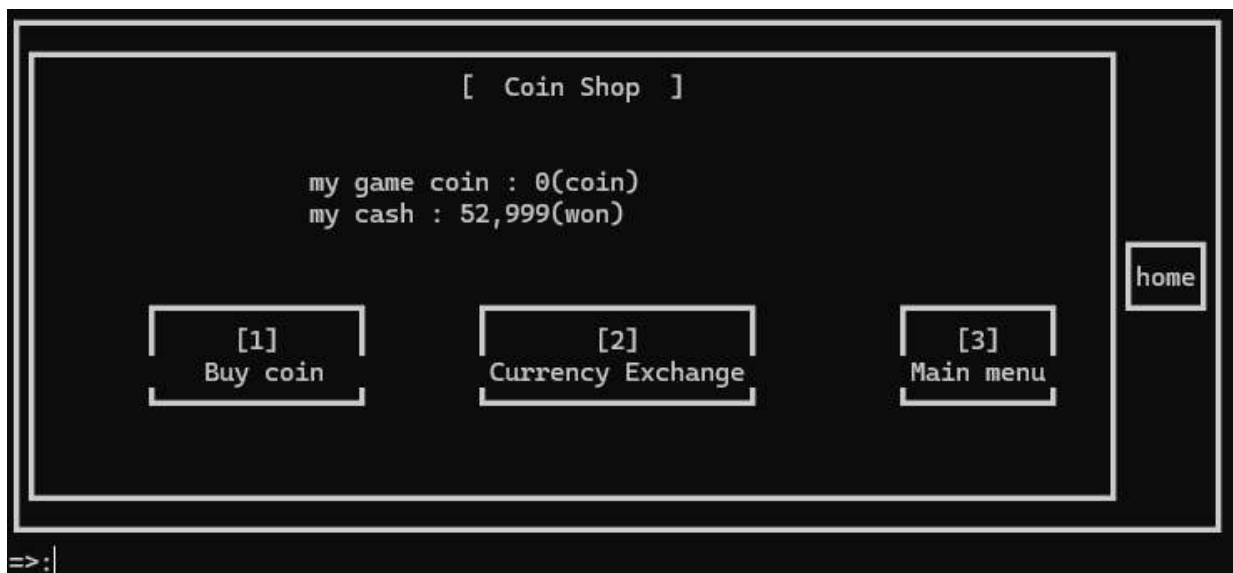 [ Coin Shop ]
my game coin : 0(coin)
my cash : 52,999(won)
home
[1] [2] [3]
Buy coin Currency Exchange Main menu
=>: